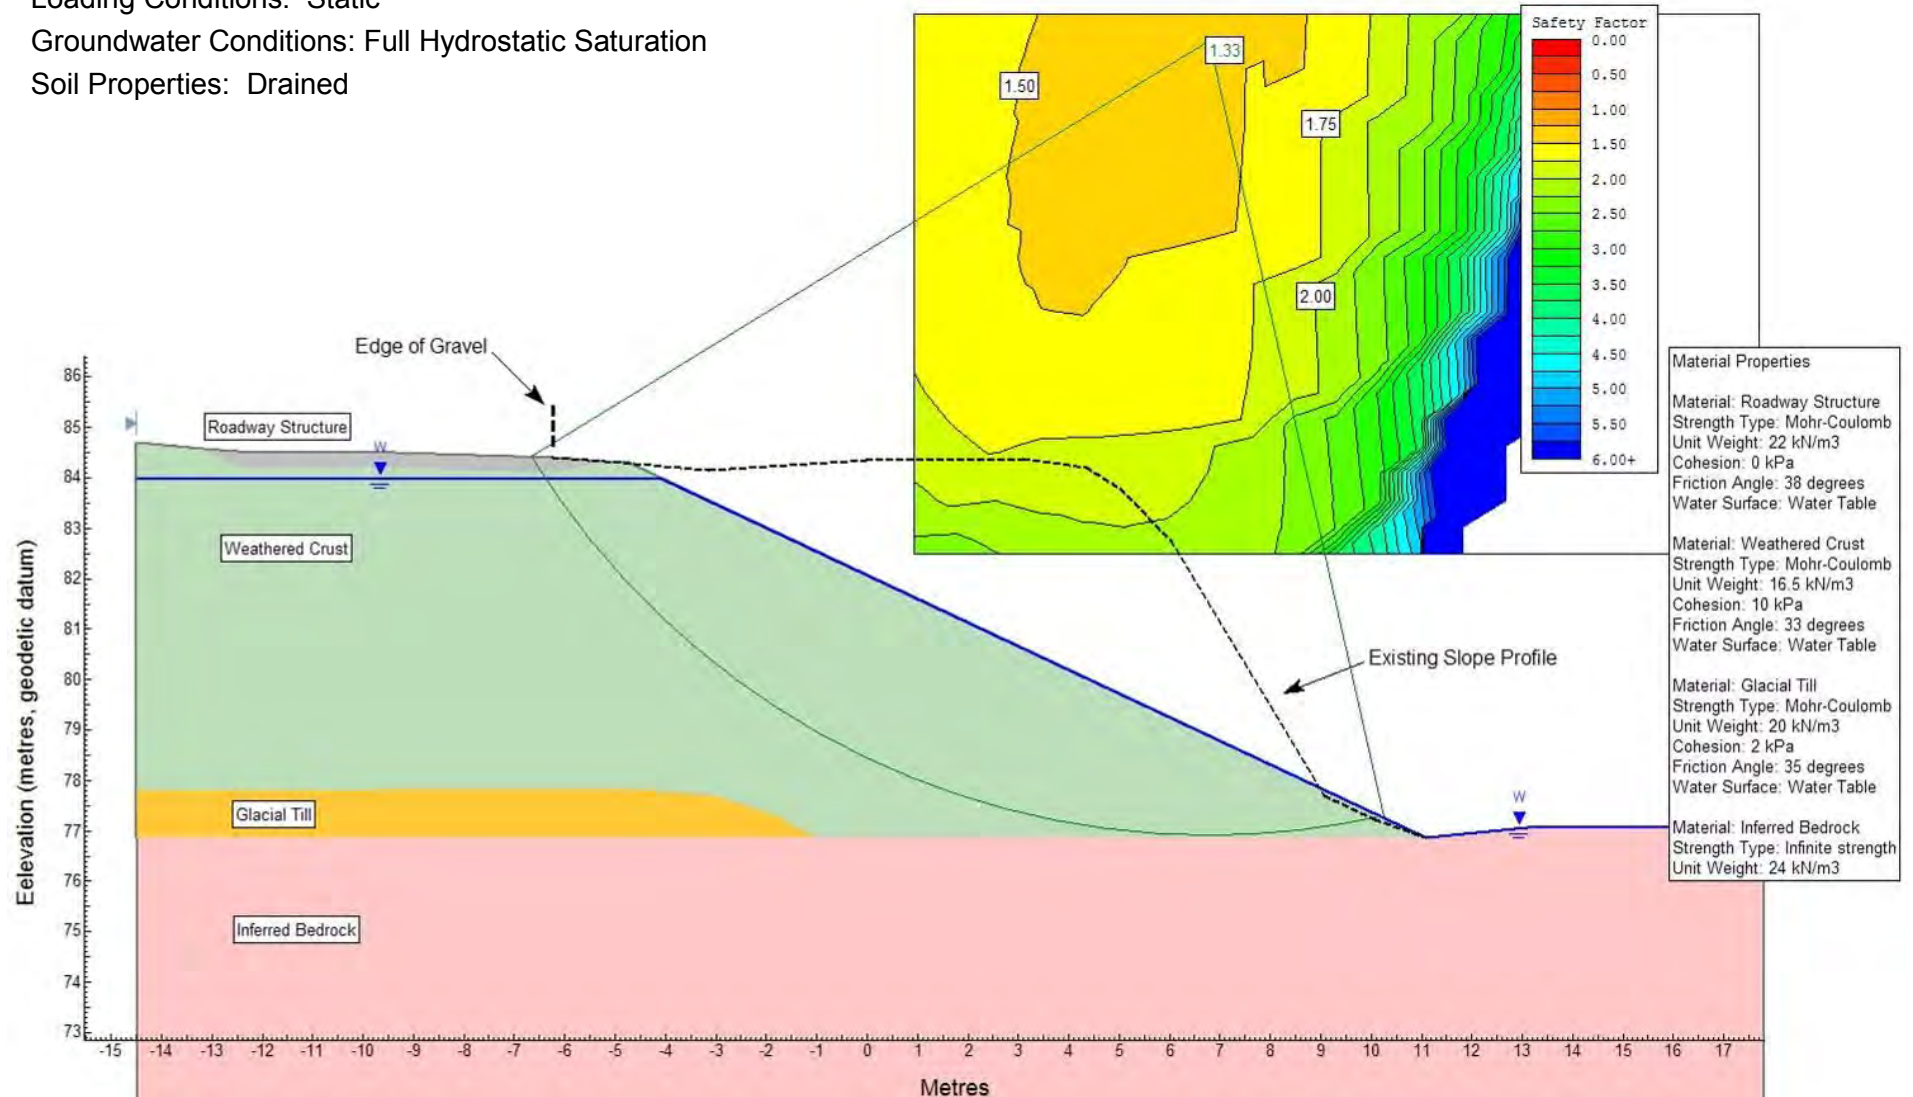 Loading Conditions:  Static
Groundwater Conditions: Full Hydrostatic Saturation
Soil Properties:  Drained
Safety Factor
0.00
0.50
1.00
1.50
2.00
2.50
3.00
3.50
4.00
4.50
5.00
5.50
6.00+
1.33
1.50
1.75
2.00
Edge of Gravel
Roadway Structure
W
Weathered Crust
Existing Slope Profile
Glacial Till
W
Inferred Bedrock
Material Properties
Material: Roadway Structure
Strength Type: Mohr-Coulomb
Unit Weight: 22 kN/m3
Cohesion: 0 kPa
Friction Angle: 38 degrees
Water Surface: Water Table
Material: Weathered Crust
Strength Type: Mohr-Coulomb
Unit Weight: 16.5 kN/m3
Cohesion: 10 kPa
Friction Angle: 33 degrees
Water Surface: Water Table
Material: Glacial Till
Strength Type: Mohr-Coulomb
Unit Weight: 20 kN/m3
Cohesion: 2 kPa
Friction Angle: 35 degrees
Water Surface: Water Table
Material: Inferred Bedrock
Strength Type: Infinite strength
Unit Weight: 24 kN/m3
Eelevation (metres, geodetic datum)
86
85
84
83
82
81
80
79
78
77
76
75
74
73
-15 -14 -13 -12 -11 -10 -9 -8 -7 -6 -5 -4 -3 -2 -1 0 1 2 3 4 5 6 7 8 9 10 11 12 13 14 15 16 17
Metres